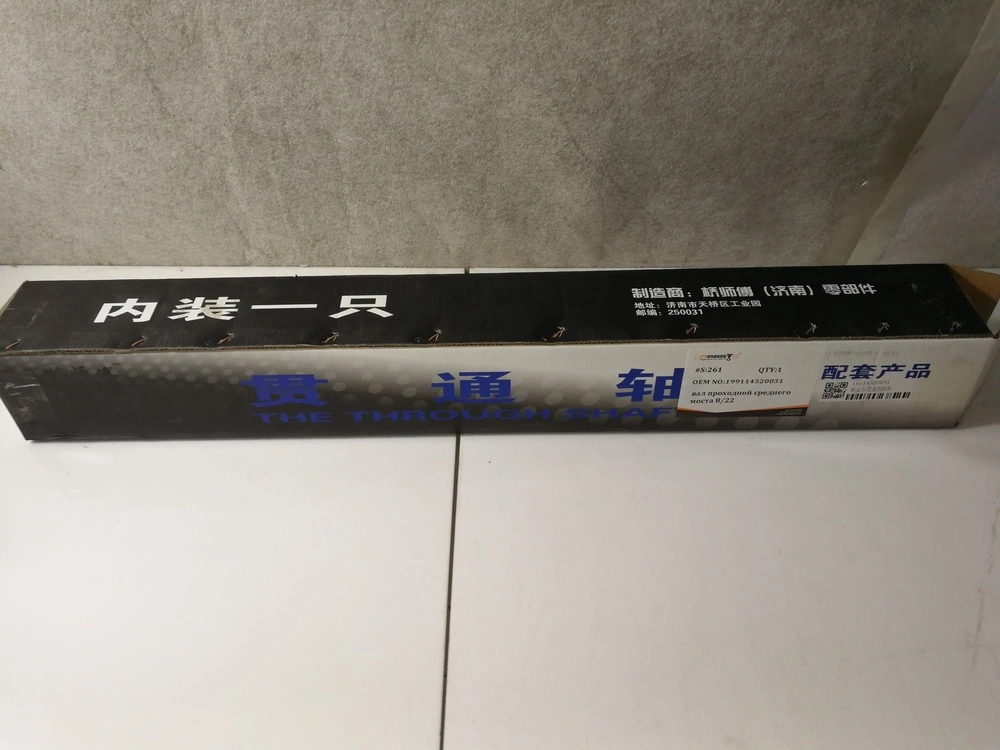 内装一只
制造商：桥师傅（济南）零部件
地址：济南市天桥区工业园
邮编：250031
贯通轴
THE THROUGH SHAF
#S:261 QTY:1
OEM NO:199114320031
вал проходной среднего
моста 8/22
配套产品